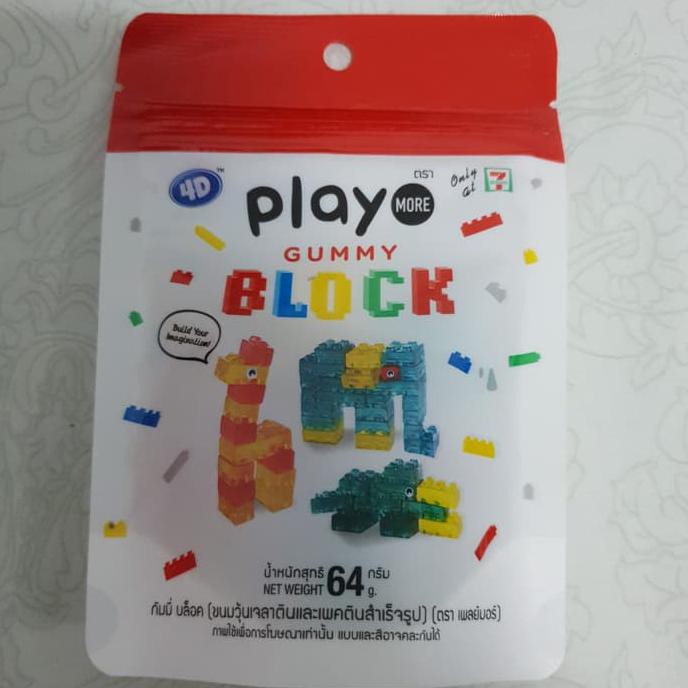 4D™
ตรา
play MORE
Only at 7
GUMMY
BLOCK
Build Your
Imagination!
น้ำหนักสุทธิ 64 กรัม
NET WEIGHT g.
กัมมี่ บล็อค (ขนมวุ้นเจลาตินและเพคตินสำเร็จรูป) (ตรา เพลย์มอร์)
ภาพใช้เพื่อการโฆษณาเท่านั้น แบบและสีอาจคละกันได้